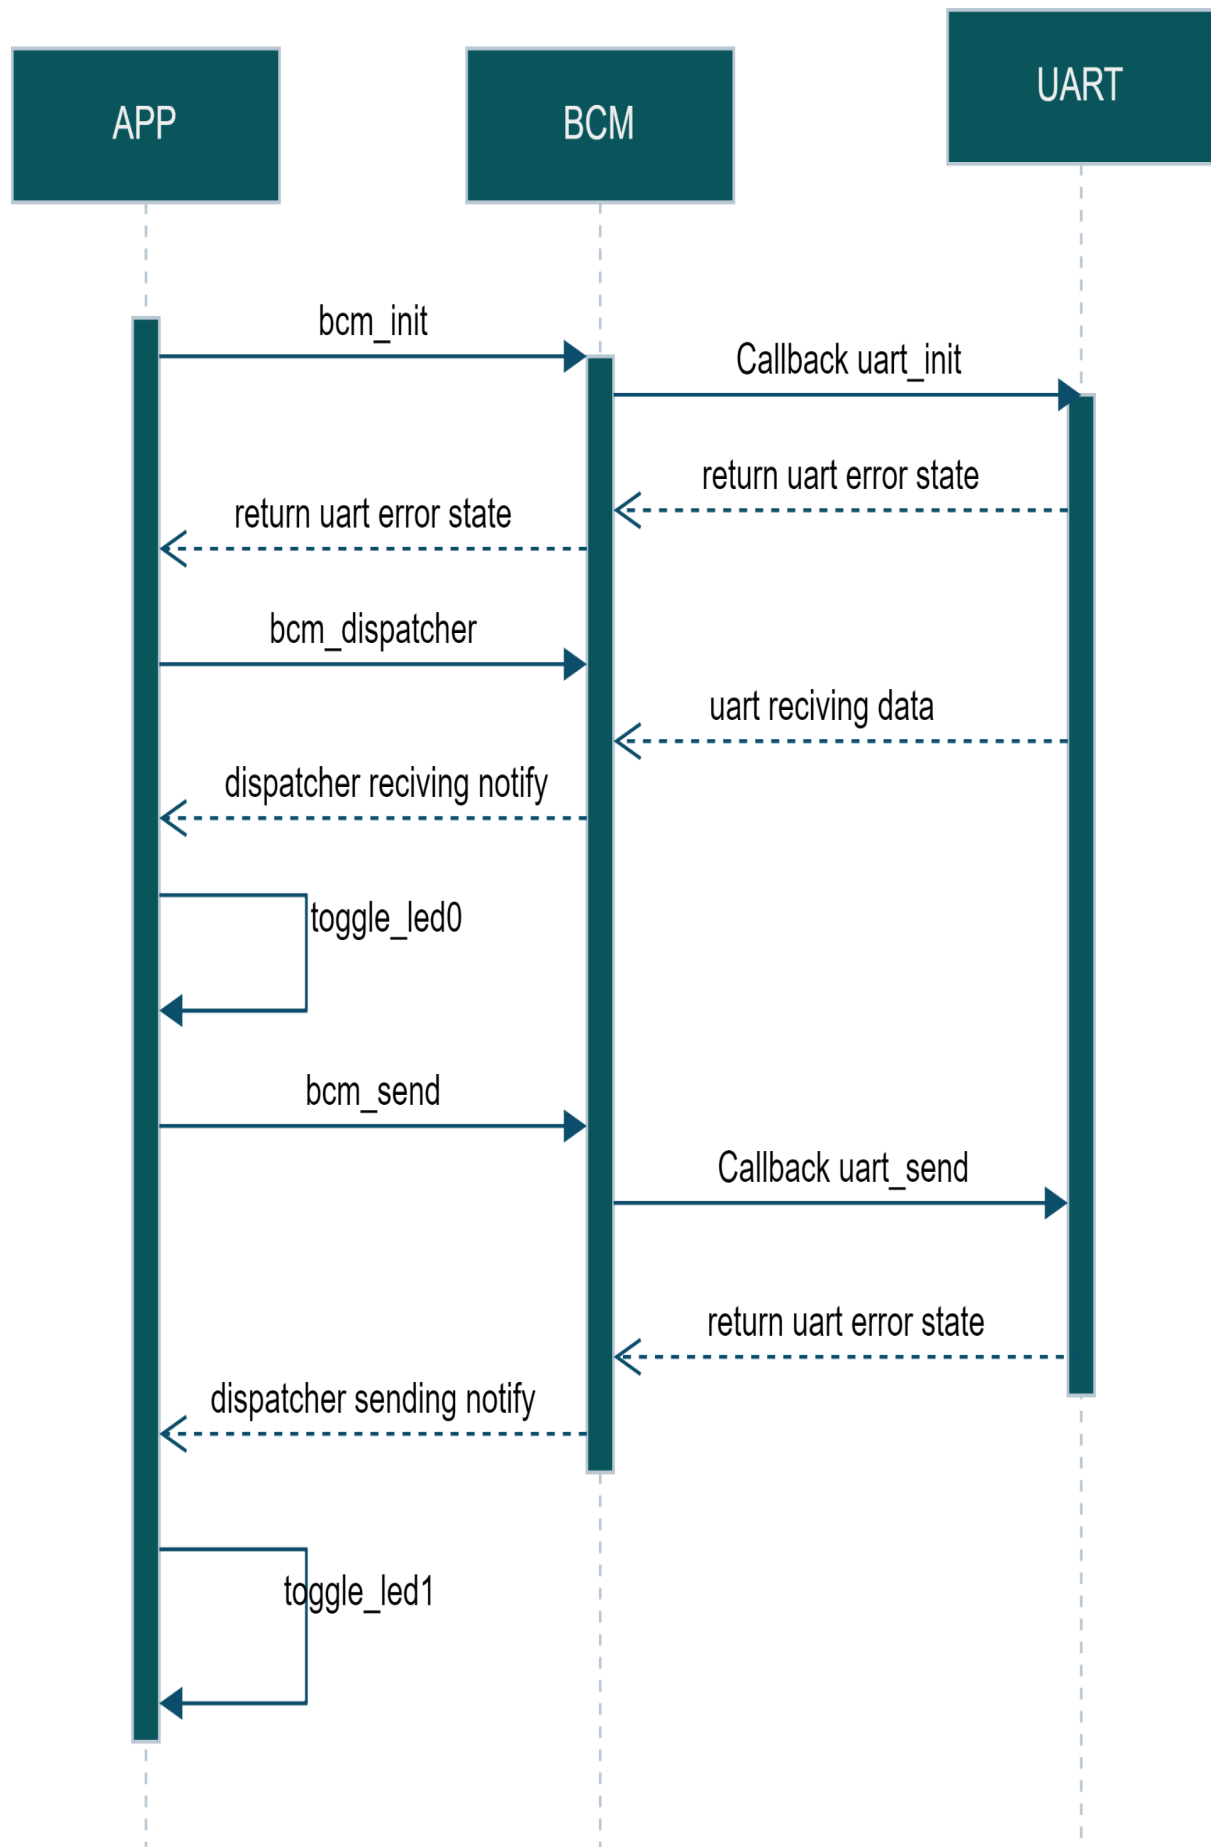 APP
BCM
UART
bcm_init
Callback uart_init
return uart error state
return uart error state
bcm_dispatcher
uart reciving data
dispatcher reciving notify
toggle_led0
bcm_send
Callback uart_send
return uart error state
dispatcher sending notify
toggle_led1